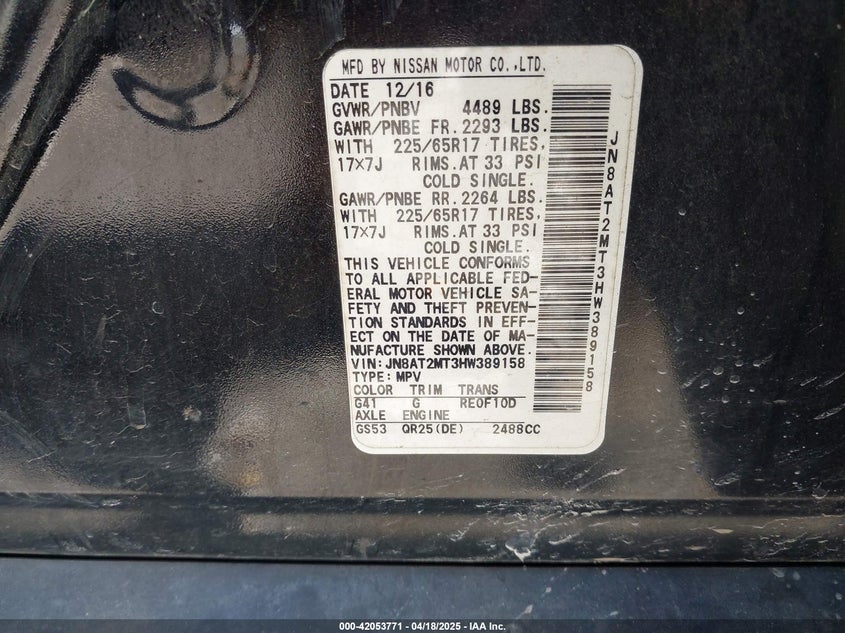 MFD BY NISSAN MOTOR CO.,LTD.
DATE 12/16
GVWR/PNBV 4489 LBS.
GAWR/PNBE FR. 2293 LBS.
WITH 225/65R17 TIRES,
17×7J RIMS.AT 33 PSI
COLD SINGLE.
GAWR/PNBE RR. 2264 LBS.
WITH 225/65R17 TIRES,
17×7J RIMS.AT 33 PSI
COLD SINGLE.
THIS VEHICLE CONFORMS
TO ALL APPLICABLE FED-
ERAL MOTOR VEHICLE SA-
FETY AND THEFT PREVEN-
TION STANDARDS IN EFF-
ECT ON THE DATE OF MA-
NUFACTURE SHOWN ABOVE.
VIN: JN8AT2MT3HW389158
TYPE: MPV
COLOR TRIM TRANS
G41 G RE0F10D
AXLE ENGINE
GS53 QR25(DE) 2488CC
JN8AT2MT3HW389158
000-42053771 - 04/18/2025 - IAA Inc.